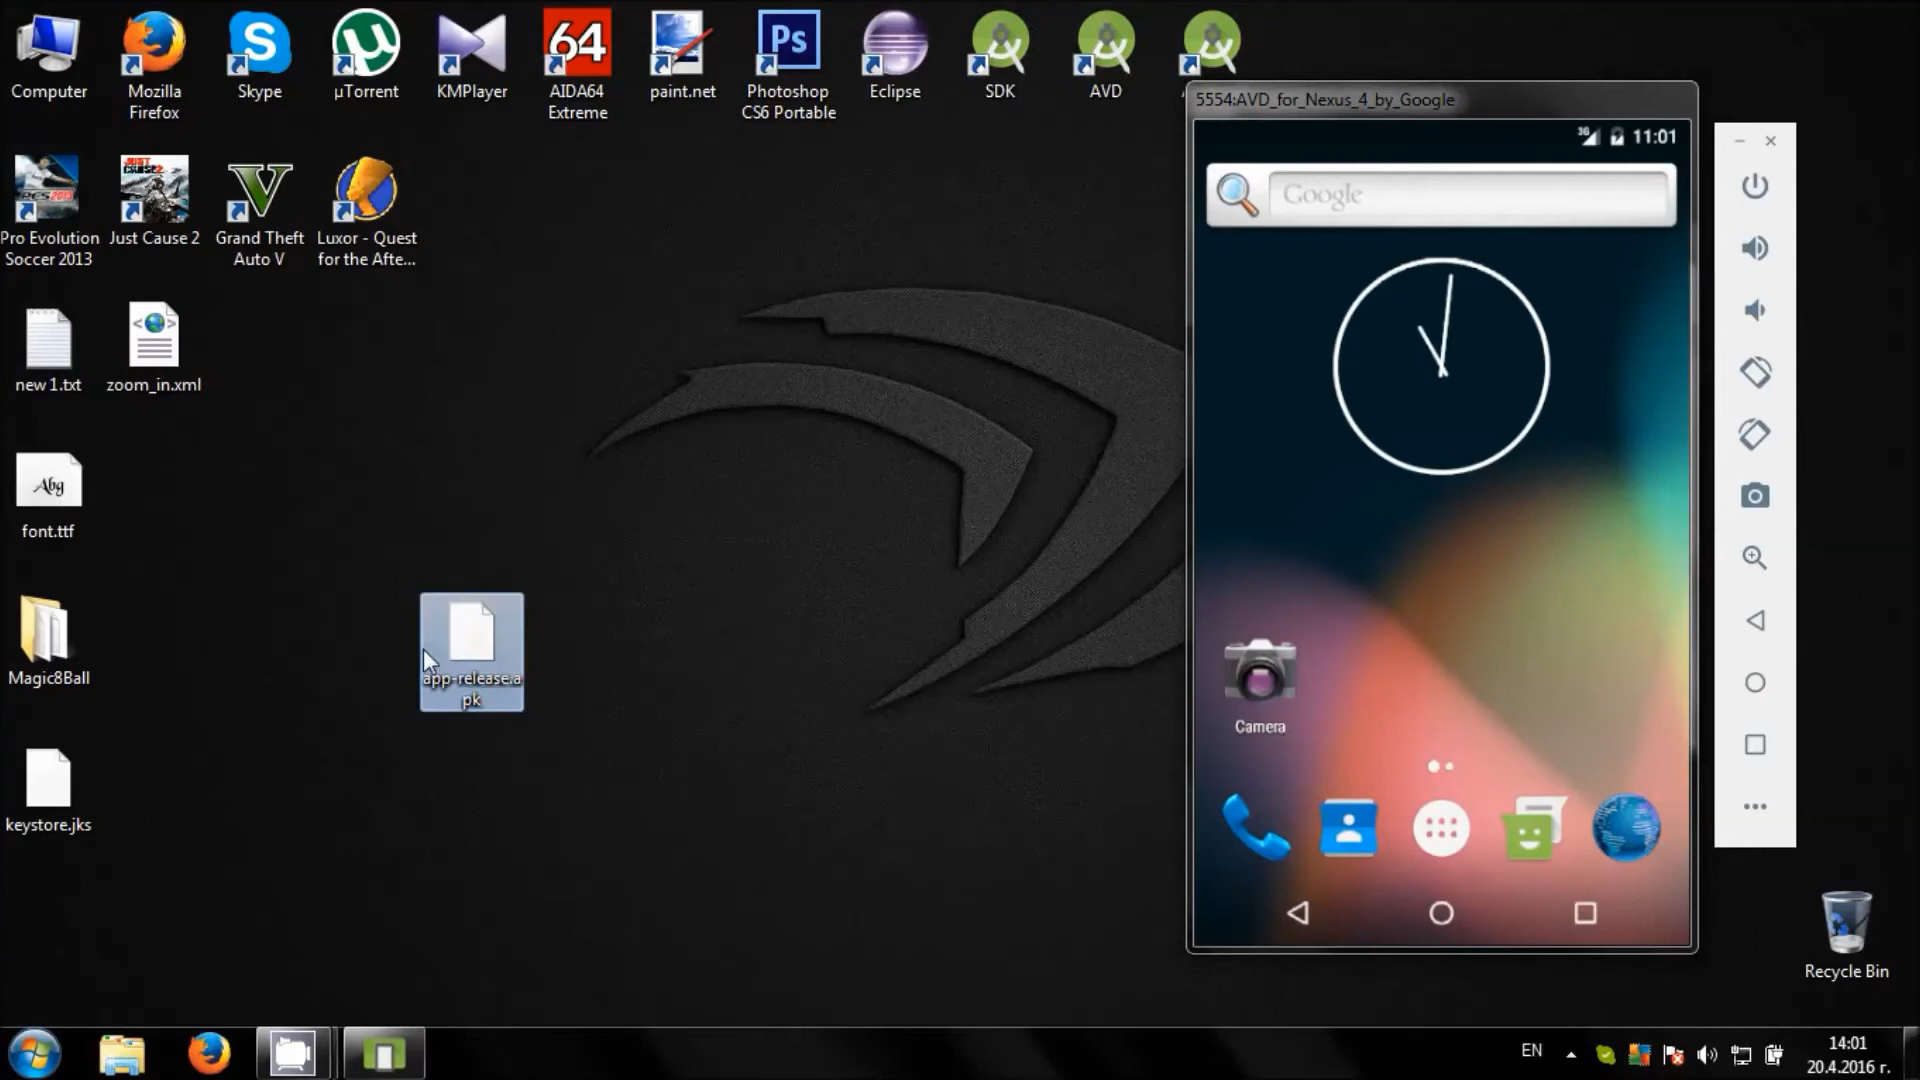 Computer
Mozilla
Firefox
Skype
µTorrent
KMPlayer
64
AIDA64
Extreme
paint.net
Ps
Photoshop
CS6 Portable
Eclipse
SDK
AVD
Pro Evolution
Soccer 2013
Just Cause 2
Grand Theft
Auto V
Luxor - Quest
for the Afte...
new 1.txt
zoom_in.xml
Abg
font.ttf
Magic8Ball
keystore.jks
app-release.a
pk
5554:AVD_for_Nexus_4_by_Google
3G
11:01
Google
Camera
Recycle Bin
EN
14:01
20.4.2016 г.